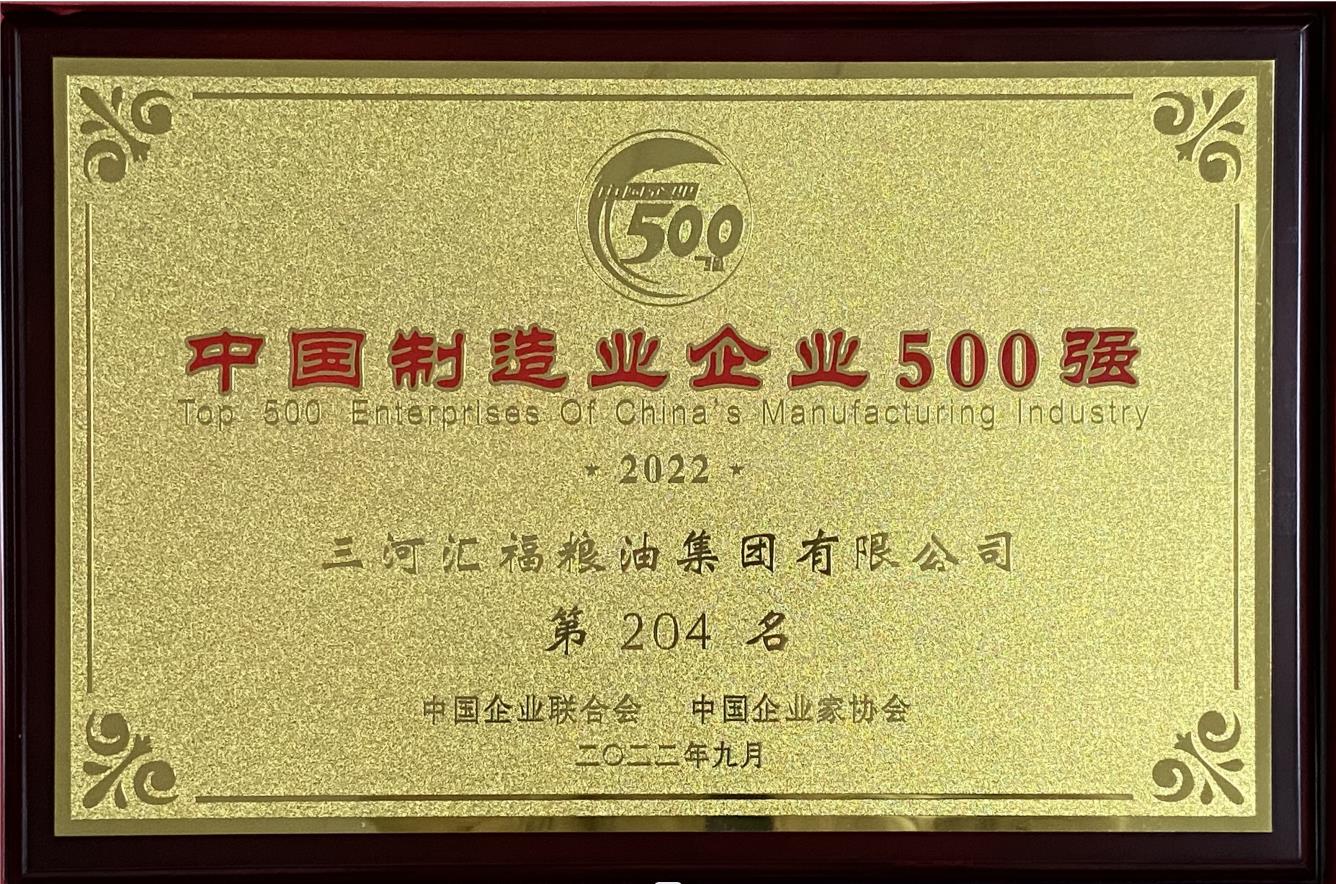 中国企业
500
强
中国制造业企业500强
Top 500 Enterprises Of China's Manufacturing Industry
★ 2022 ★
三河汇福粮油集团有限公司
第 204 名
中国企业联合会 中国企业家协会
二〇二二年九月